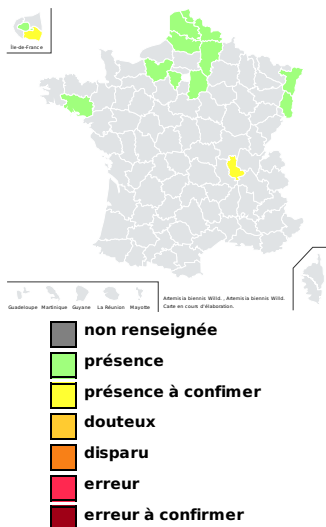 Île-de-France
Guadeloupe Martinique Guyane La Réunion Mayotte
Artemisia biennis Willd. , Artemisia biennis Willd.
Carte en cours d'élaboration.
non renseignée
présence
présence à confimer
douteux
disparu
erreur
erreur à confirmer